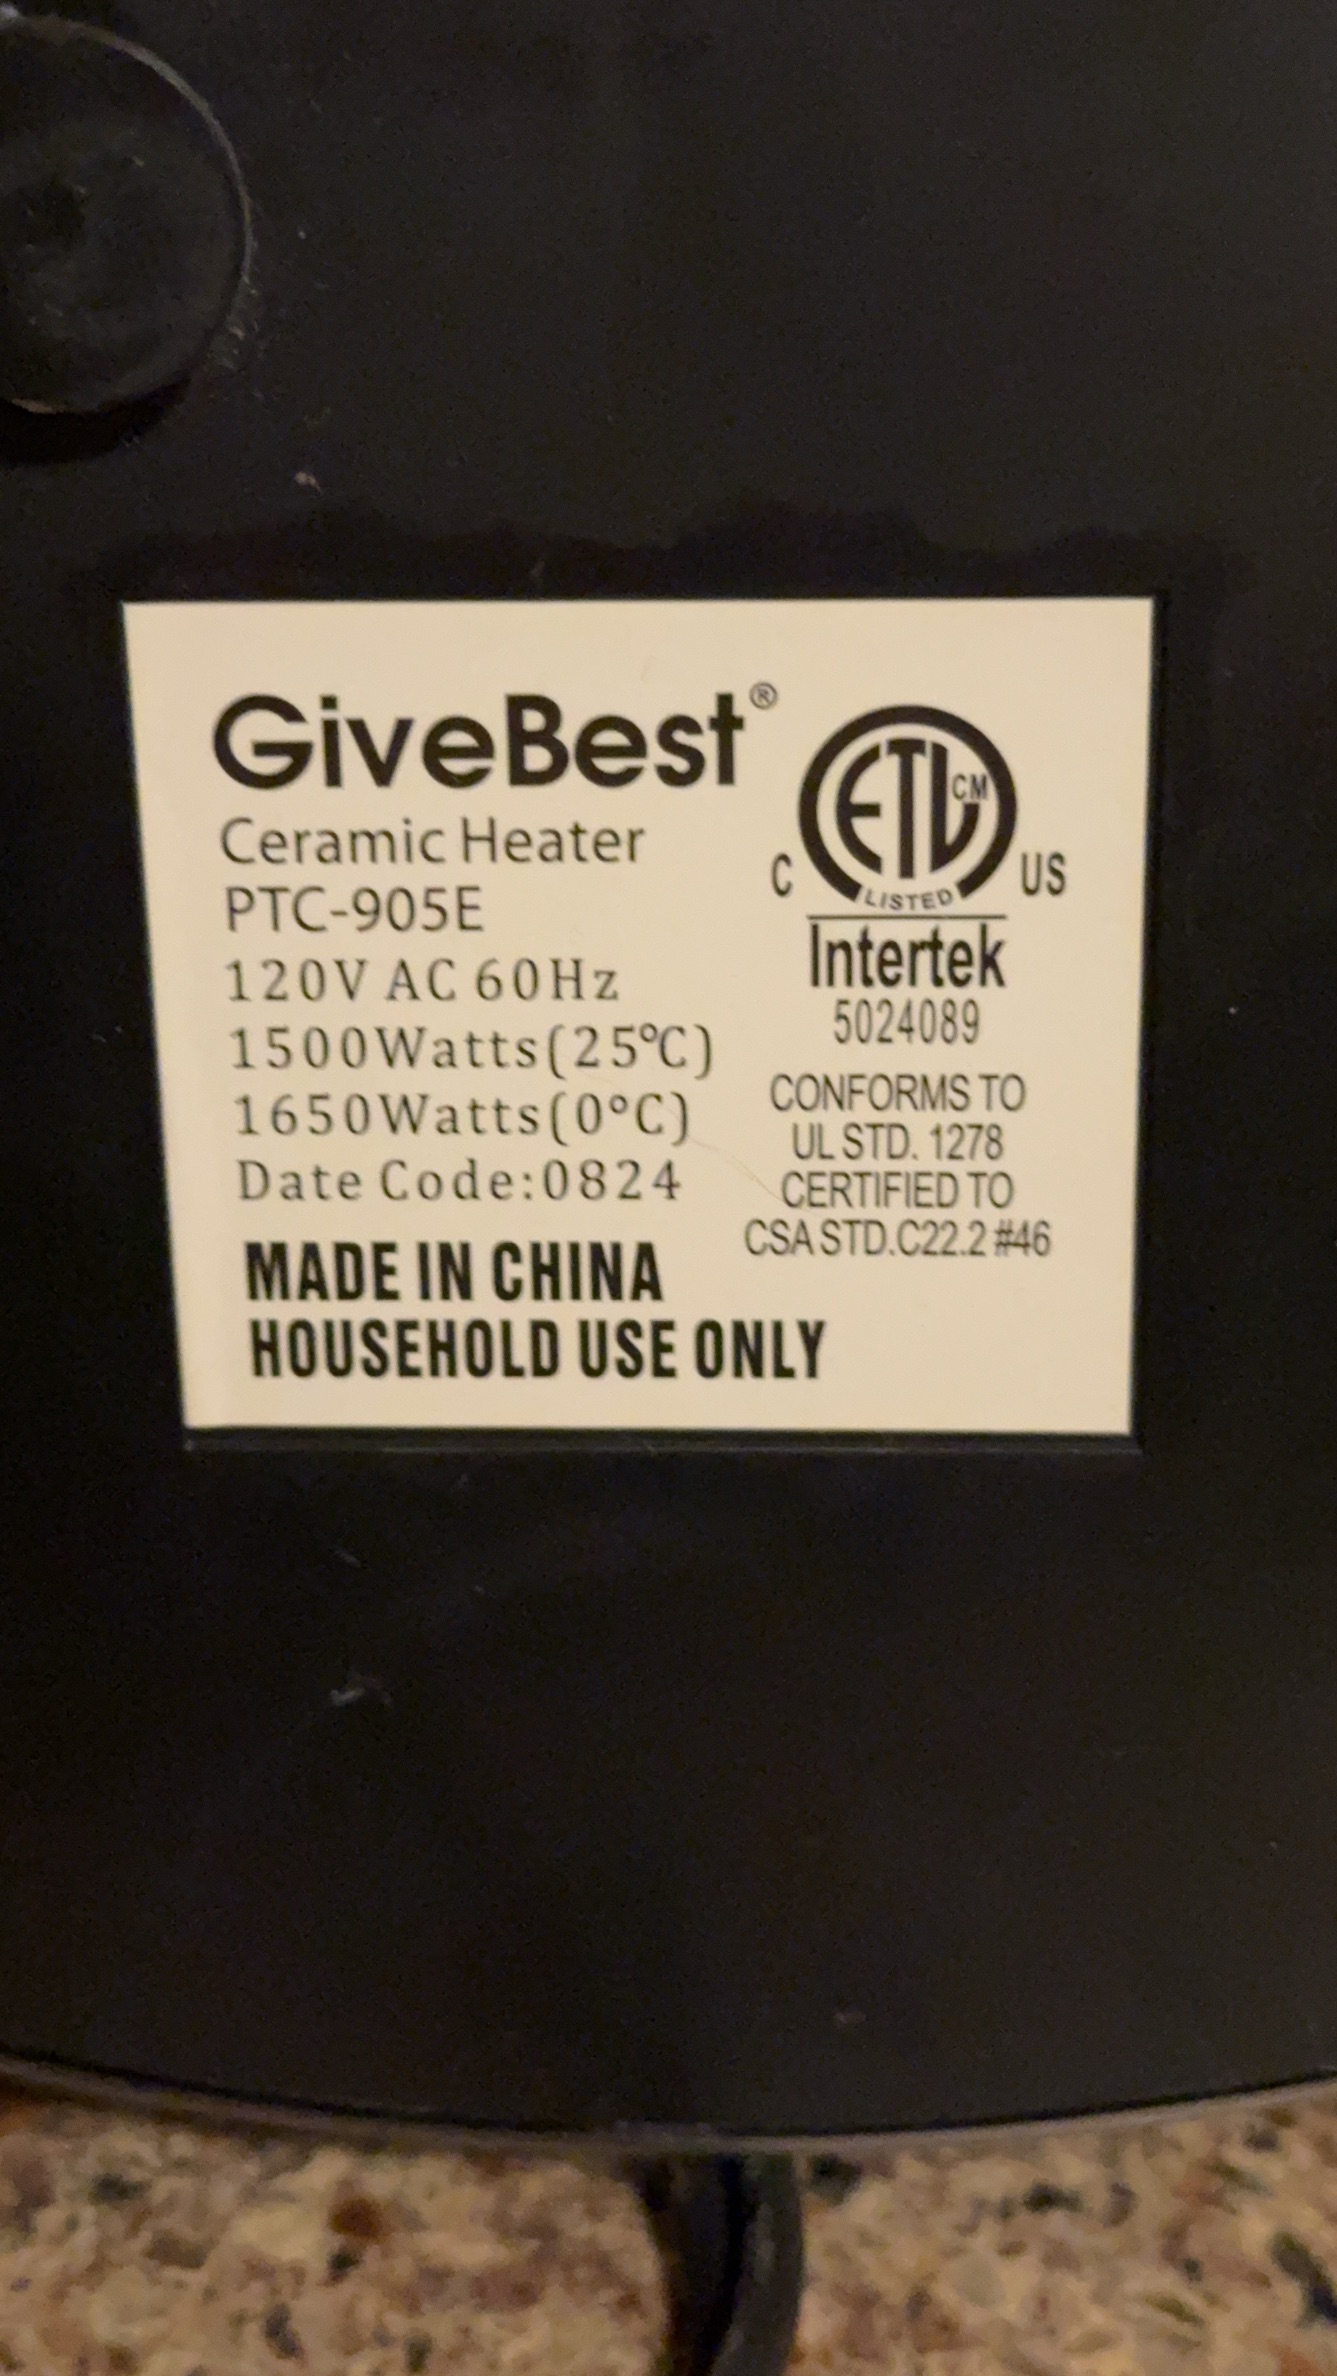 GiveBest®
Ceramic Heater
PTC-905E
120V AC 60Hz
1500Watts(25℃)
1650Watts(0°C)
Date Code:0824
MADE IN CHINA
HOUSEHOLD USE ONLY
ETL CM
LISTED
C US
Intertek
5024089
CONFORMS TO
UL STD. 1278
CERTIFIED TO
CSA STD.C22.2 #46